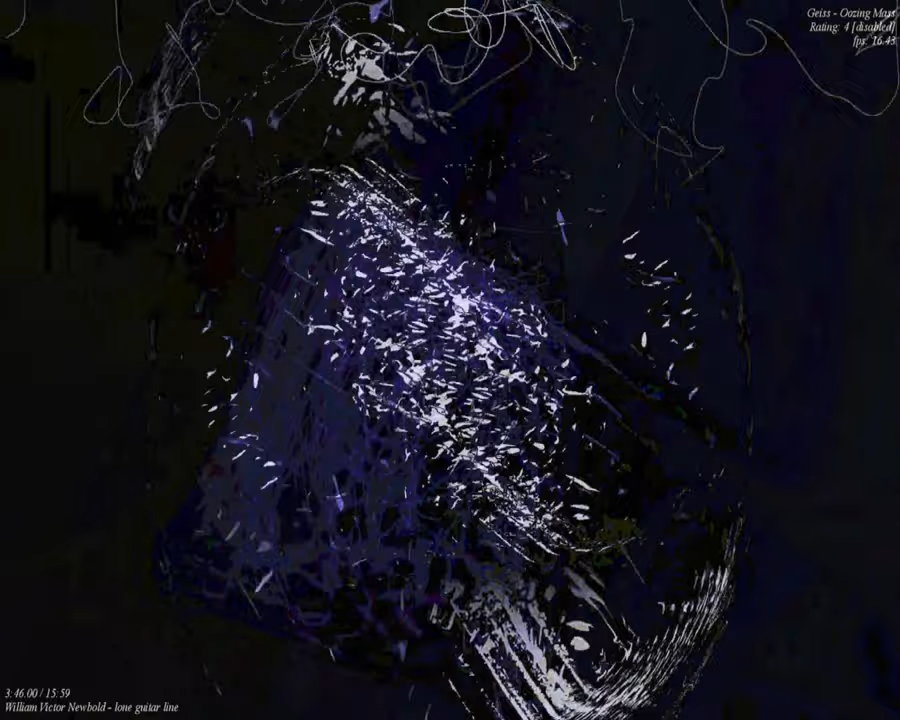 Geiss - Oozing Mass
Rating: 4 [disabled]
fps: 16.43
3:46.00 / 15:59
William Victor Newbold - lone guitar line